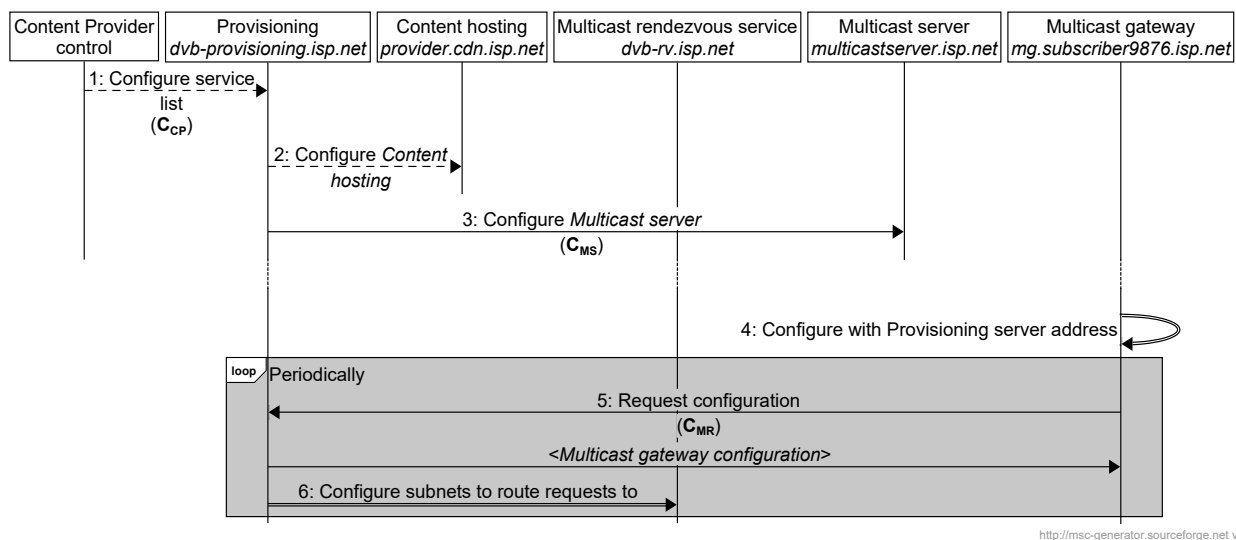 Content Provider
control
Provisioning
dvb-provisioning.isp.net
Content hosting
provider.cdn.isp.net
Multicast rendezvous service
dvb-rv.isp.net
Multicast server
multicastserver.isp.net
Multicast gateway
mg.subscriber9876.isp.net
1: Configure service
list
(CCP)
2: Configure Content
hosting
3: Configure Multicast server
(CMS)
4: Configure with Provisioning server address
loop
Periodically
5: Request configuration
(CMR)
<Multicast gateway configuration>
6: Configure subnets to route requests to
http://msc-generator.sourceforge.net v